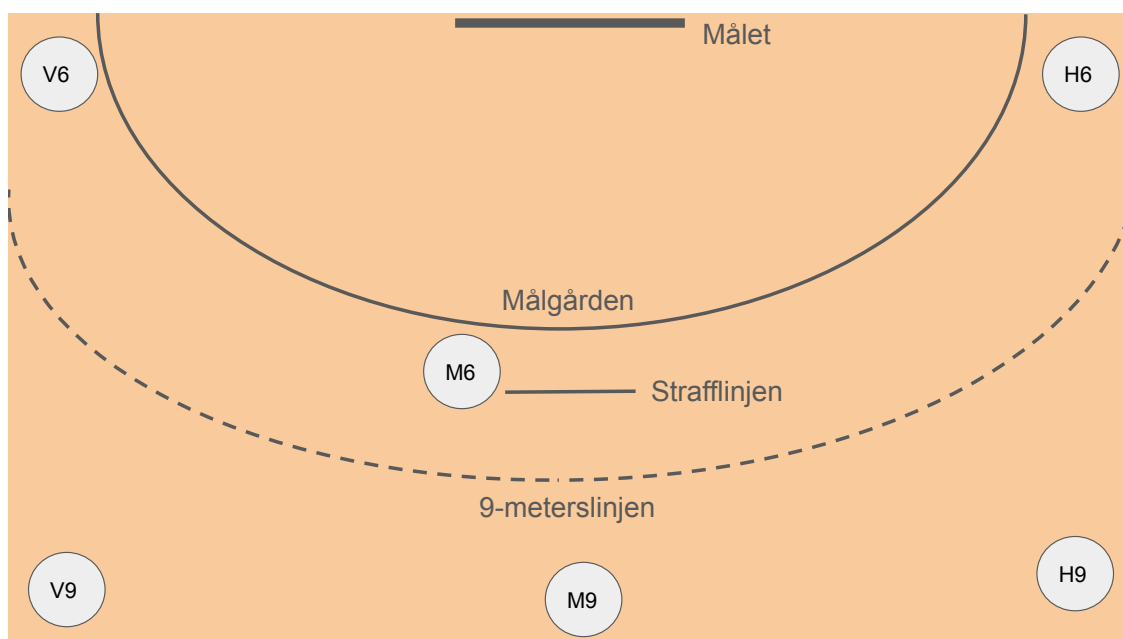 Målet
V6
H6
Målgården
M6
Strafflinjen
9-meterslinjen
V9
M9
H9